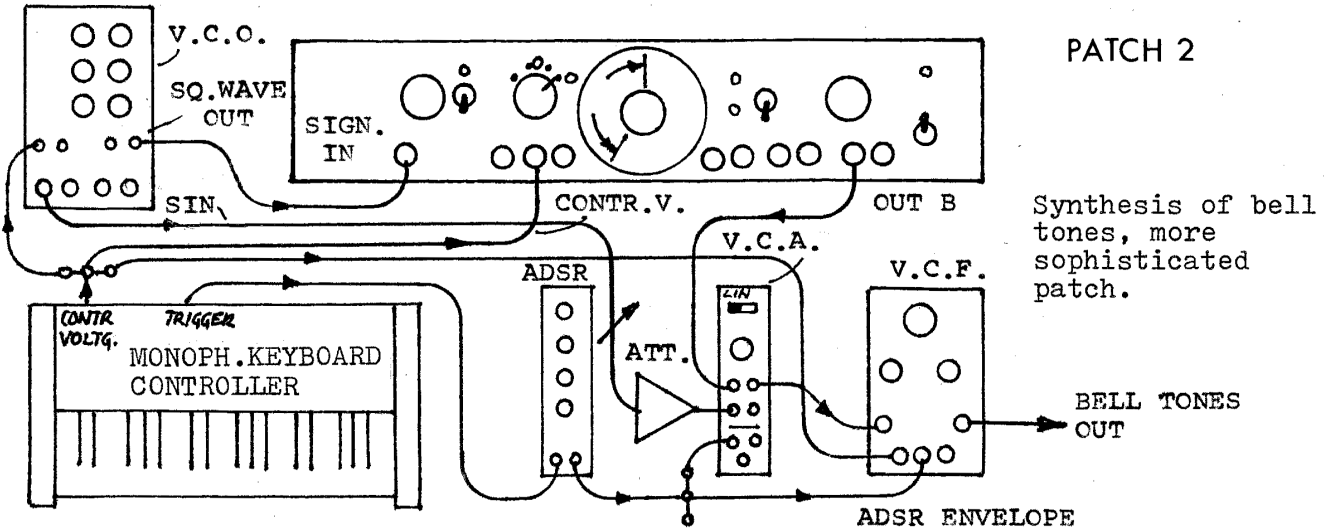 PATCH 2
V.C.O.
SQ.WAVE
OUT
SIGN.
IN
SIN.
CONTR.V.
OUT B
V.C.A.
Synthesis of bell
tones, more
sophisticated
patch.
ADSR
V.C.F.
LIN
CONTR
VOLTG.
TRIGGER
MONOPH.KEYBOARD
CONTROLLER
ATT.
BELL TONES
OUT
ADSR ENVELOPE